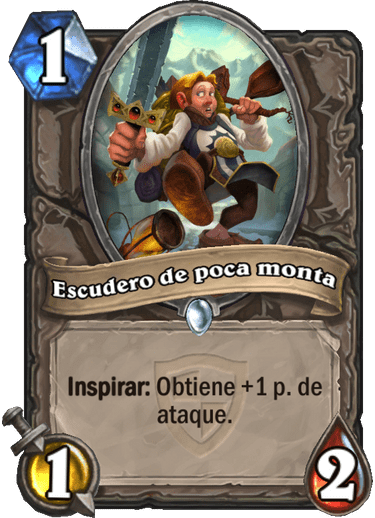 1
Escudero de poca monta
Inspirar: Obtiene +1 p. de
ataque.
1
2